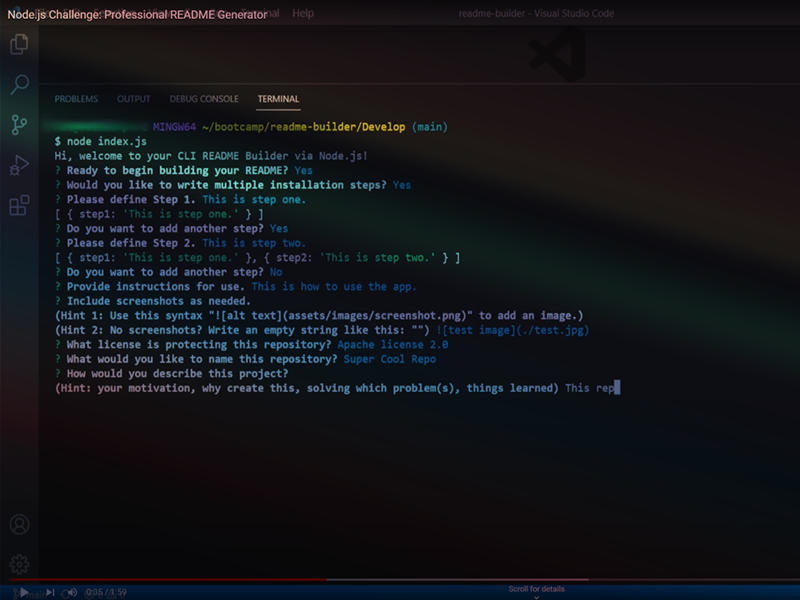 Node.js Challenge: Professional README Generator
Help
readme-builder - Visual Studio Code
PROBLEMS OUTPUT DEBUG CONSOLE TERMINAL
MINGW64 ~/bootcamp/readme-builder/Develop (main)
$ node index.js
Hi, welcome to your CLI README Builder via Node.js!
? Ready to begin building your README? Yes
? Would you like to write multiple installation steps? Yes
? Please define Step 1. This is step one.
[ { step1: 'This is step one.' } ]
? Do you want to add another step? Yes
? Please define Step 2. This is step two.
[ { step1: 'This is step one.' }, { step2: 'This is step two.' } ]
? Do you want to add another step? No
? Provide instructions for use. This is how to use the app.
? Include screenshots as needed.
(Hint 1: Use this syntax "![alt text](assets/images/screenshot.png)" to add an image.)
(Hint 2: No screenshots? Write an empty string like this: "") ![test image](./test.jpg)
? What license is protecting this repository? Apache license 2.0
? What would you like to name this repository? Super Cool Repo
? How would you describe this project?
(Hint: your motivation, why create this, solving which problem(s), things learned) This rep
0:35 / 1:59
Scroll for details